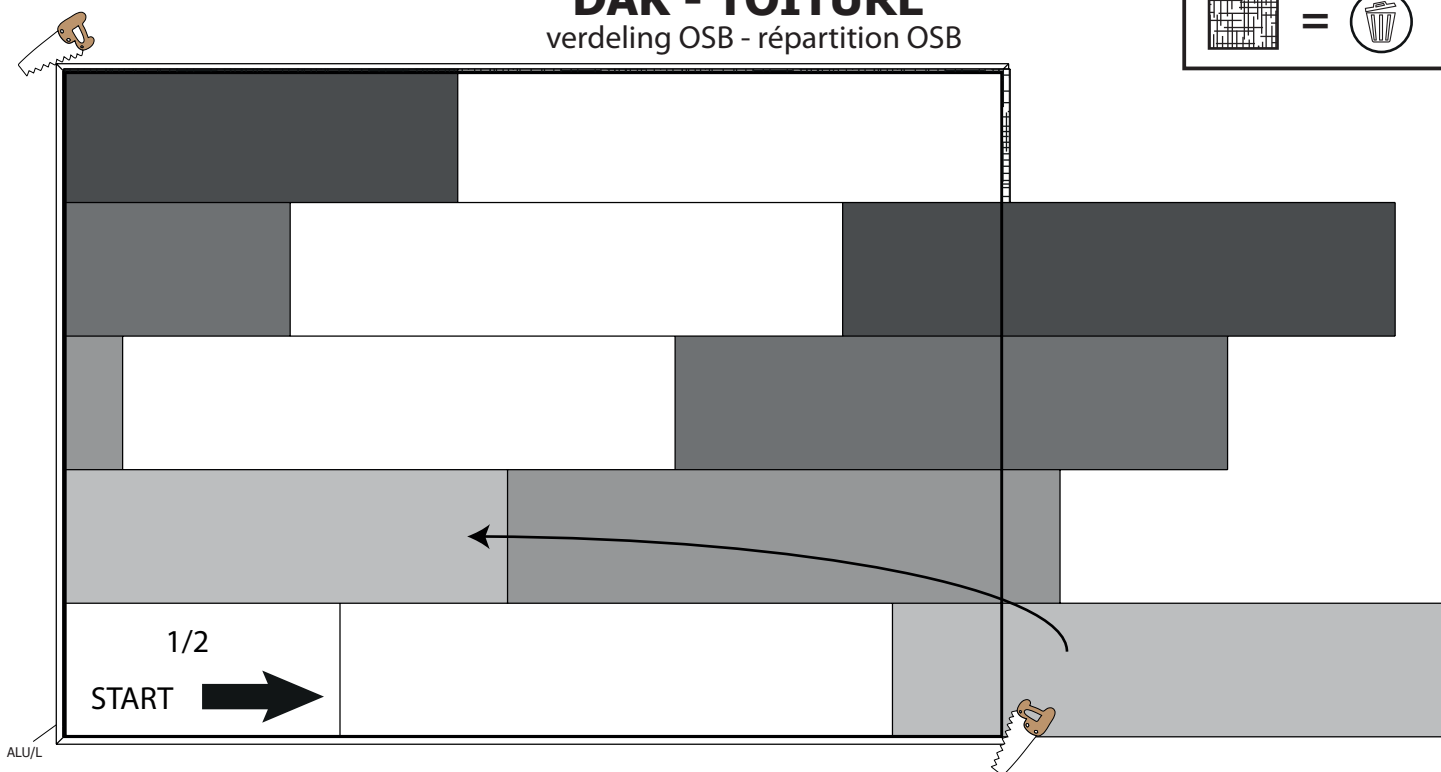 DAK - TOITURE
verdeling OSB - répartition OSB
=
1/2
START
ALU/L